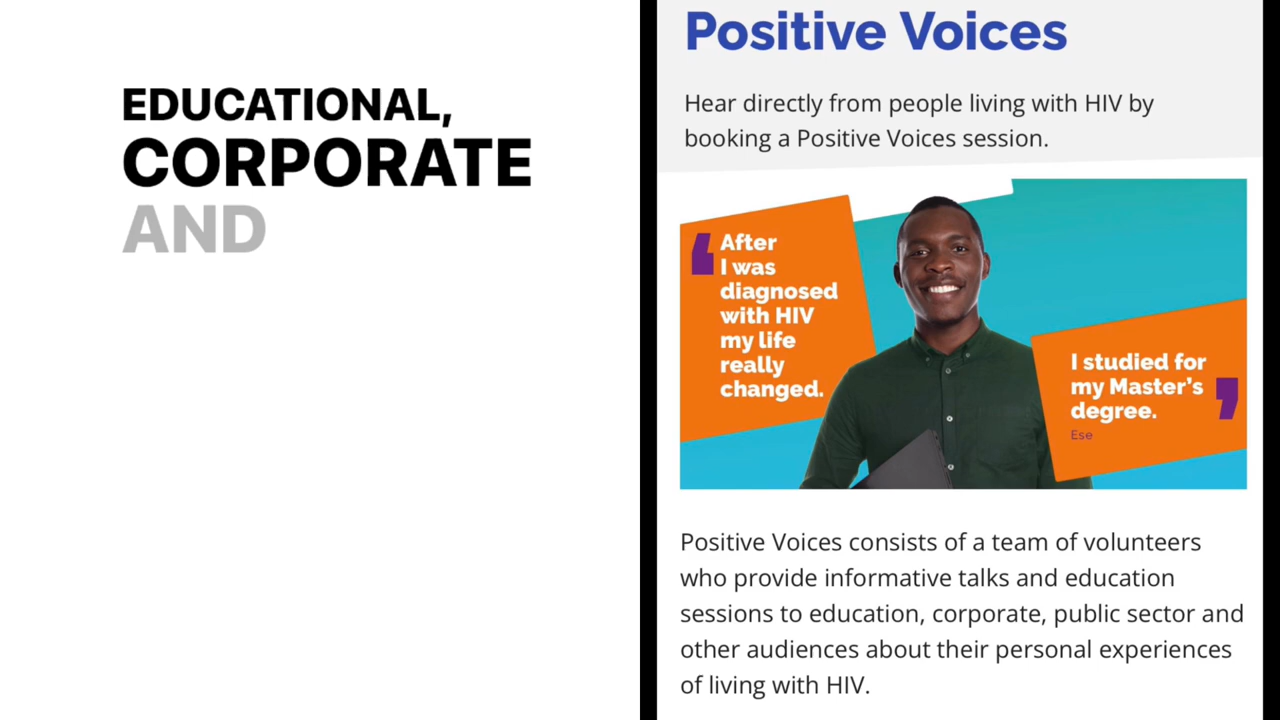 EDUCATIONAL,
CORPORATE
AND
Positive Voices
Hear directly from people living with HIV by
booking a Positive Voices session.
After
I was
diagnosed
with HIV
my life
really
changed.
I studied for
my Master's
degree.
Ese
Positive Voices consists of a team of volunteers
who provide informative talks and education
sessions to education, corporate, public sector and
other audiences about their personal experiences
of living with HIV.